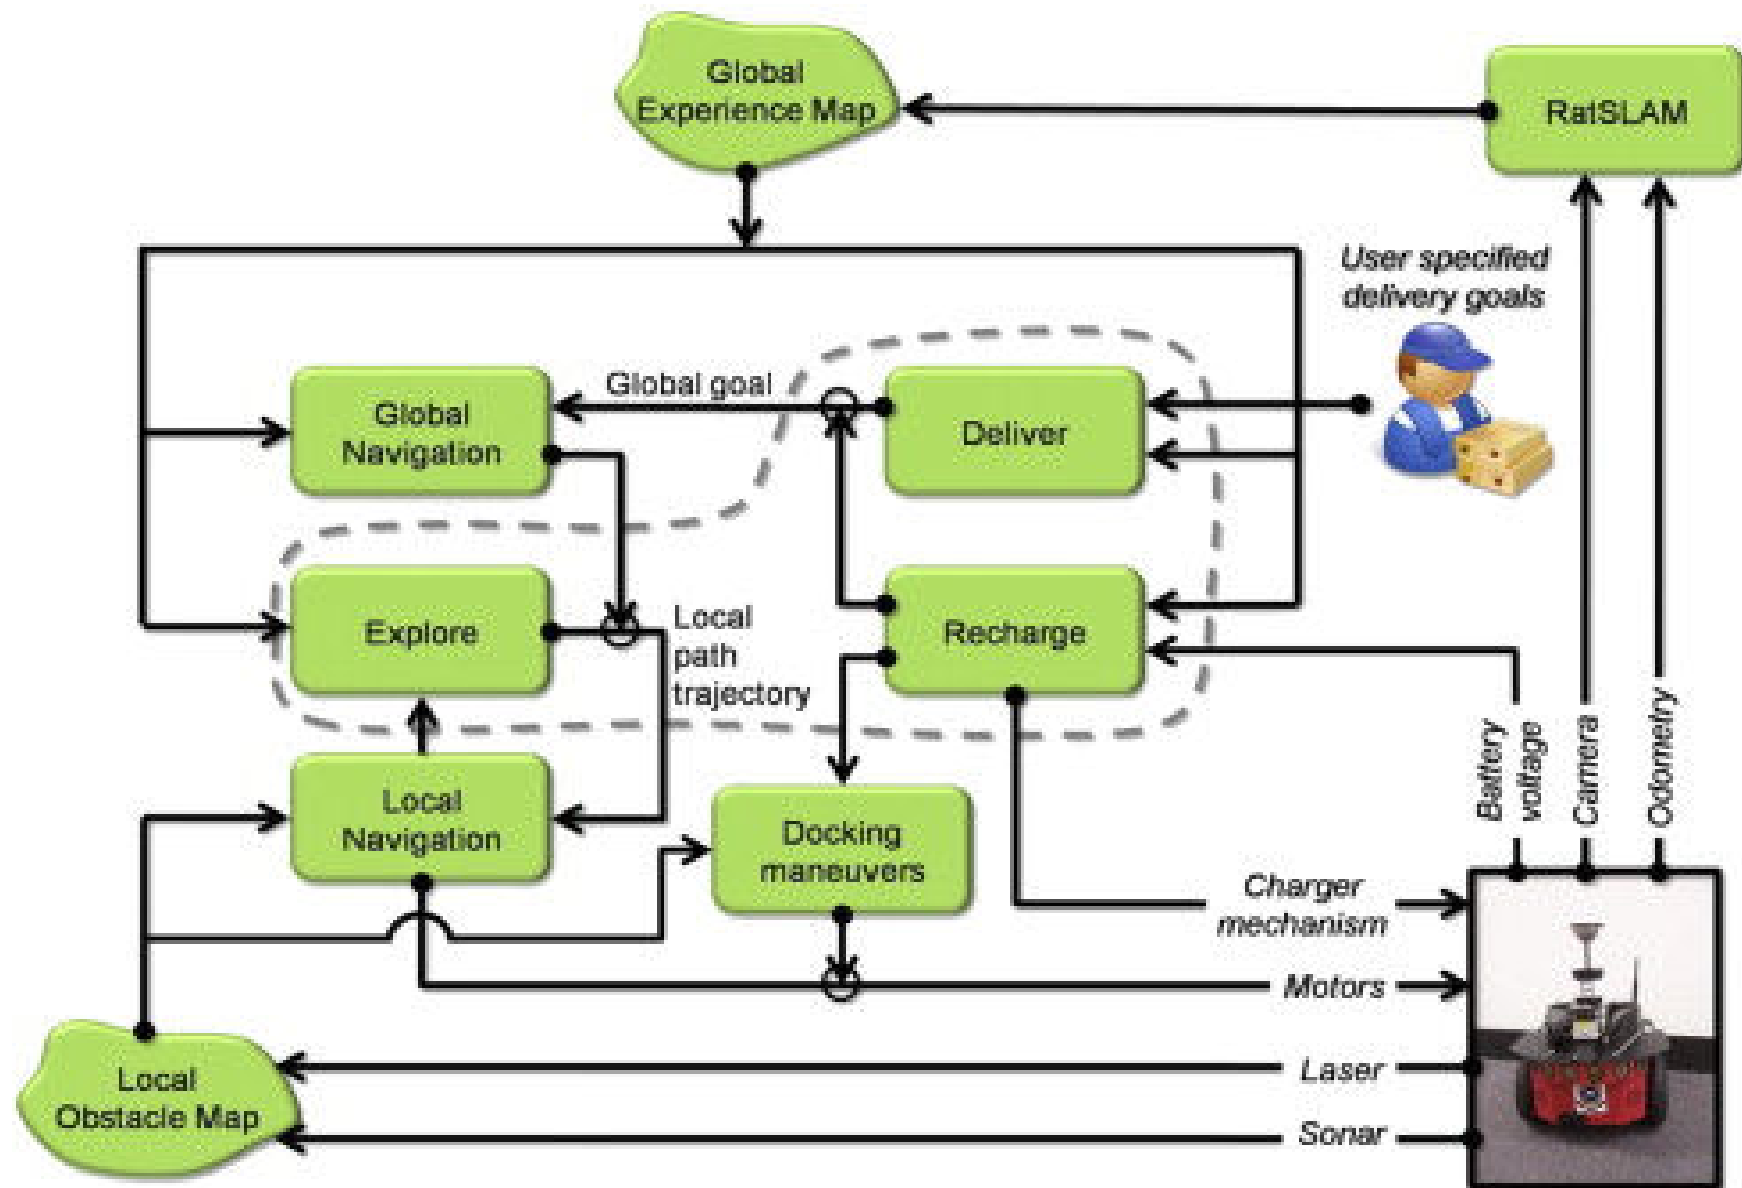 Global
Experience Map
RatSLAM
User specified
delivery goals
Global goal
Global
Navigation
Deliver
Explore
Local
path
trajectory
Recharge
Battery
voltage
Camera
Odometry
Local
Navigation
Docking
maneuvers
Charger
mechanism
Motors
Laser
Sonar
Local
Obstacle Map